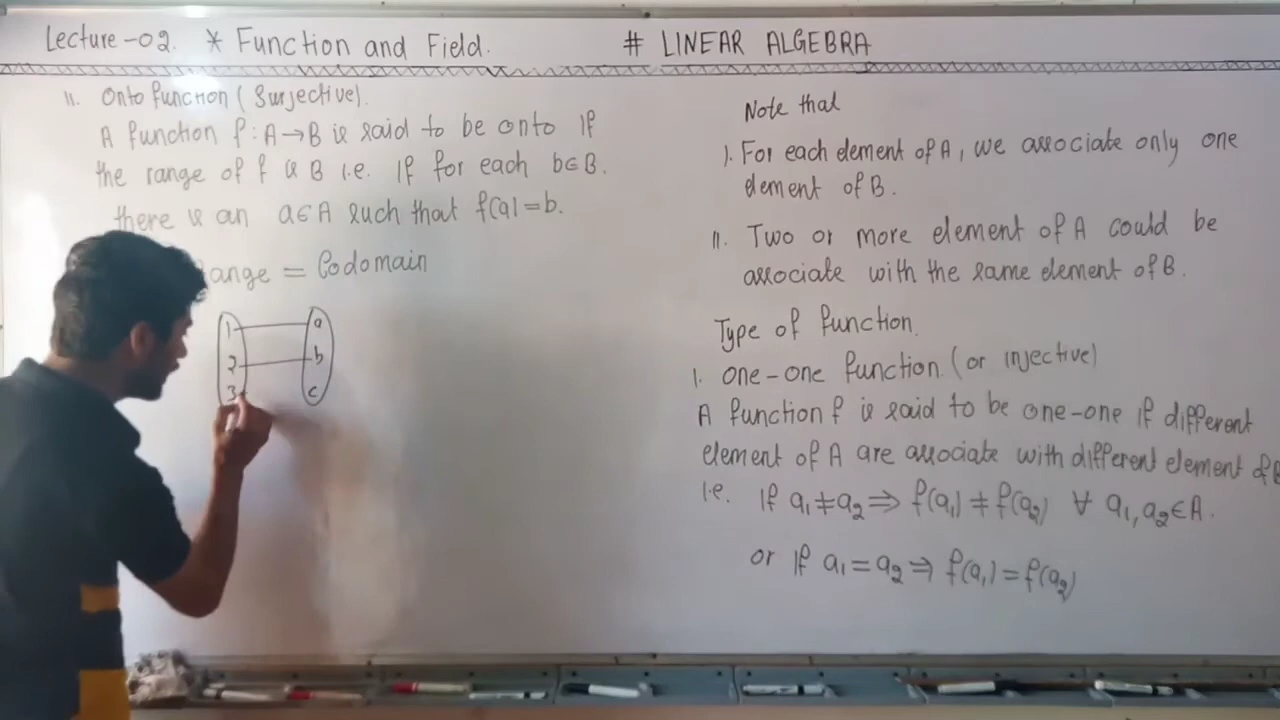 Lecture-02. * Function and Field. # LINEAR ALGEBRA
II. Onto function (Surjective).
A function f: A→B is said to be onto if
the range of f is B i.e. if for each b∈B.
there is an a∈A such that f(a)=b.
ange = Codomain
1 a
2 b
3 c
Note that
). For each element of A, we associate only one
element of B.
II. Two or more element of A could be
associate with the same element of B.
Type of function.
I. one-one function (or injective)
A function f is said to be one-one if different
element of A are associate with different element of B
i.e. If a₁≠a₂ ⇒ f(a₁) ≠ f(a₂) ∀ a₁,a₂∈A.
or if a₁=a₂ ⇒ f(a₁)=f(a₂)